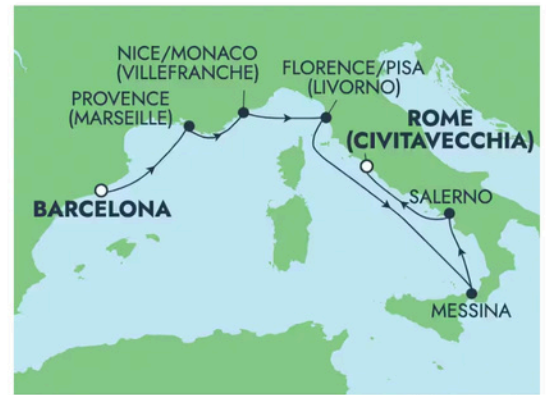 NICE/MONACO
(VILLEFRANCHE)
FLORENCE/PISA
(LIVORNO)
PROVENCE
(MARSEILLE)
ROME
(CIVITAVECCHIA)
BARCELONA
SALERNO
MESSINA